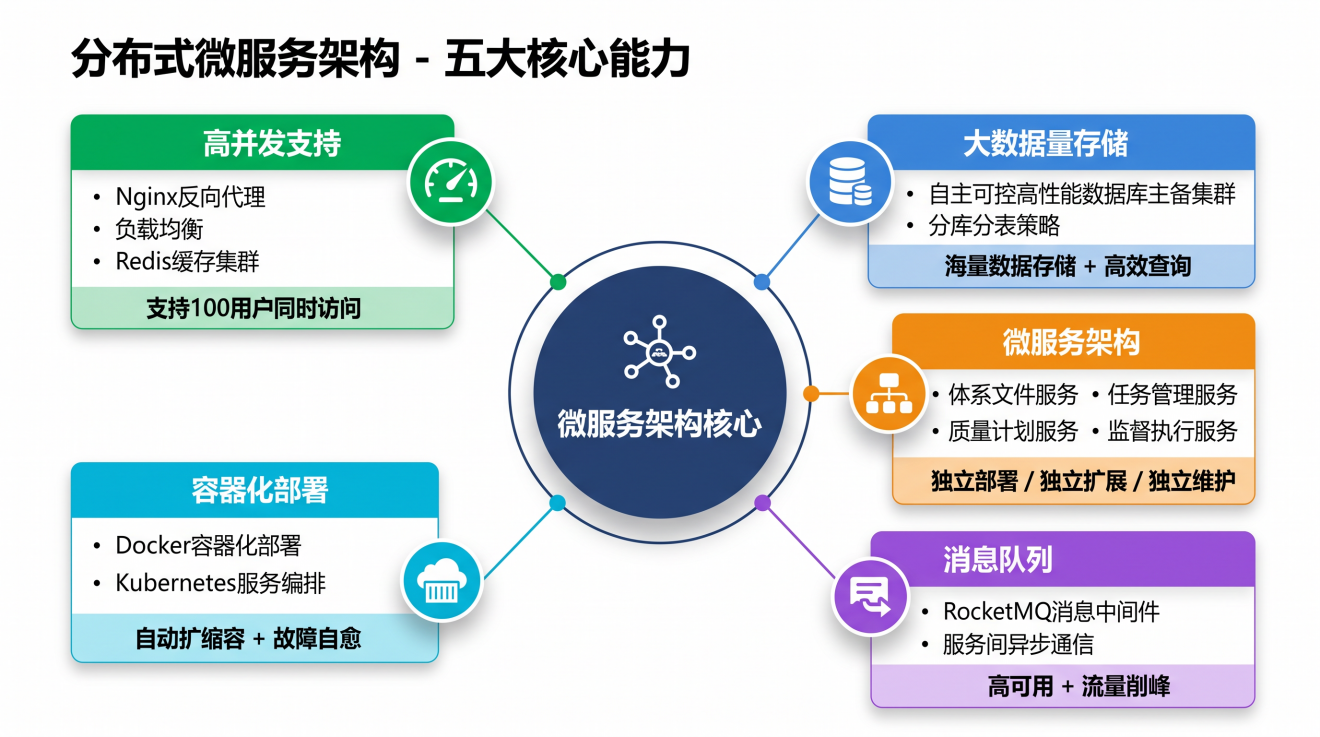 分布式微服务架构 - 五大核心能力
高并发支持
• Nginx反向代理
• 负载均衡
• Redis缓存集群
支持100用户同时访问
容器化部署
• Docker容器化部署
• Kubernetes服务编排
自动扩缩容 + 故障自愈
微服务架构核心
大数据量存储
• 自主可控高性能数据库主备集群
• 分库分表策略
海量数据存储 + 高效查询
微服务架构
• 体系文件服务 • 任务管理服务
• 质量计划服务 • 监督执行服务
独立部署 / 独立扩展 / 独立维护
消息队列
• RocketMQ消息中间件
• 服务间异步通信
高可用 + 流量削峰